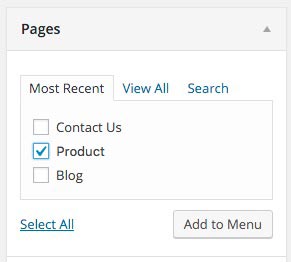 Pages
Most Recent View All Search
Contact Us
Product
Blog
Select All Add to Menu